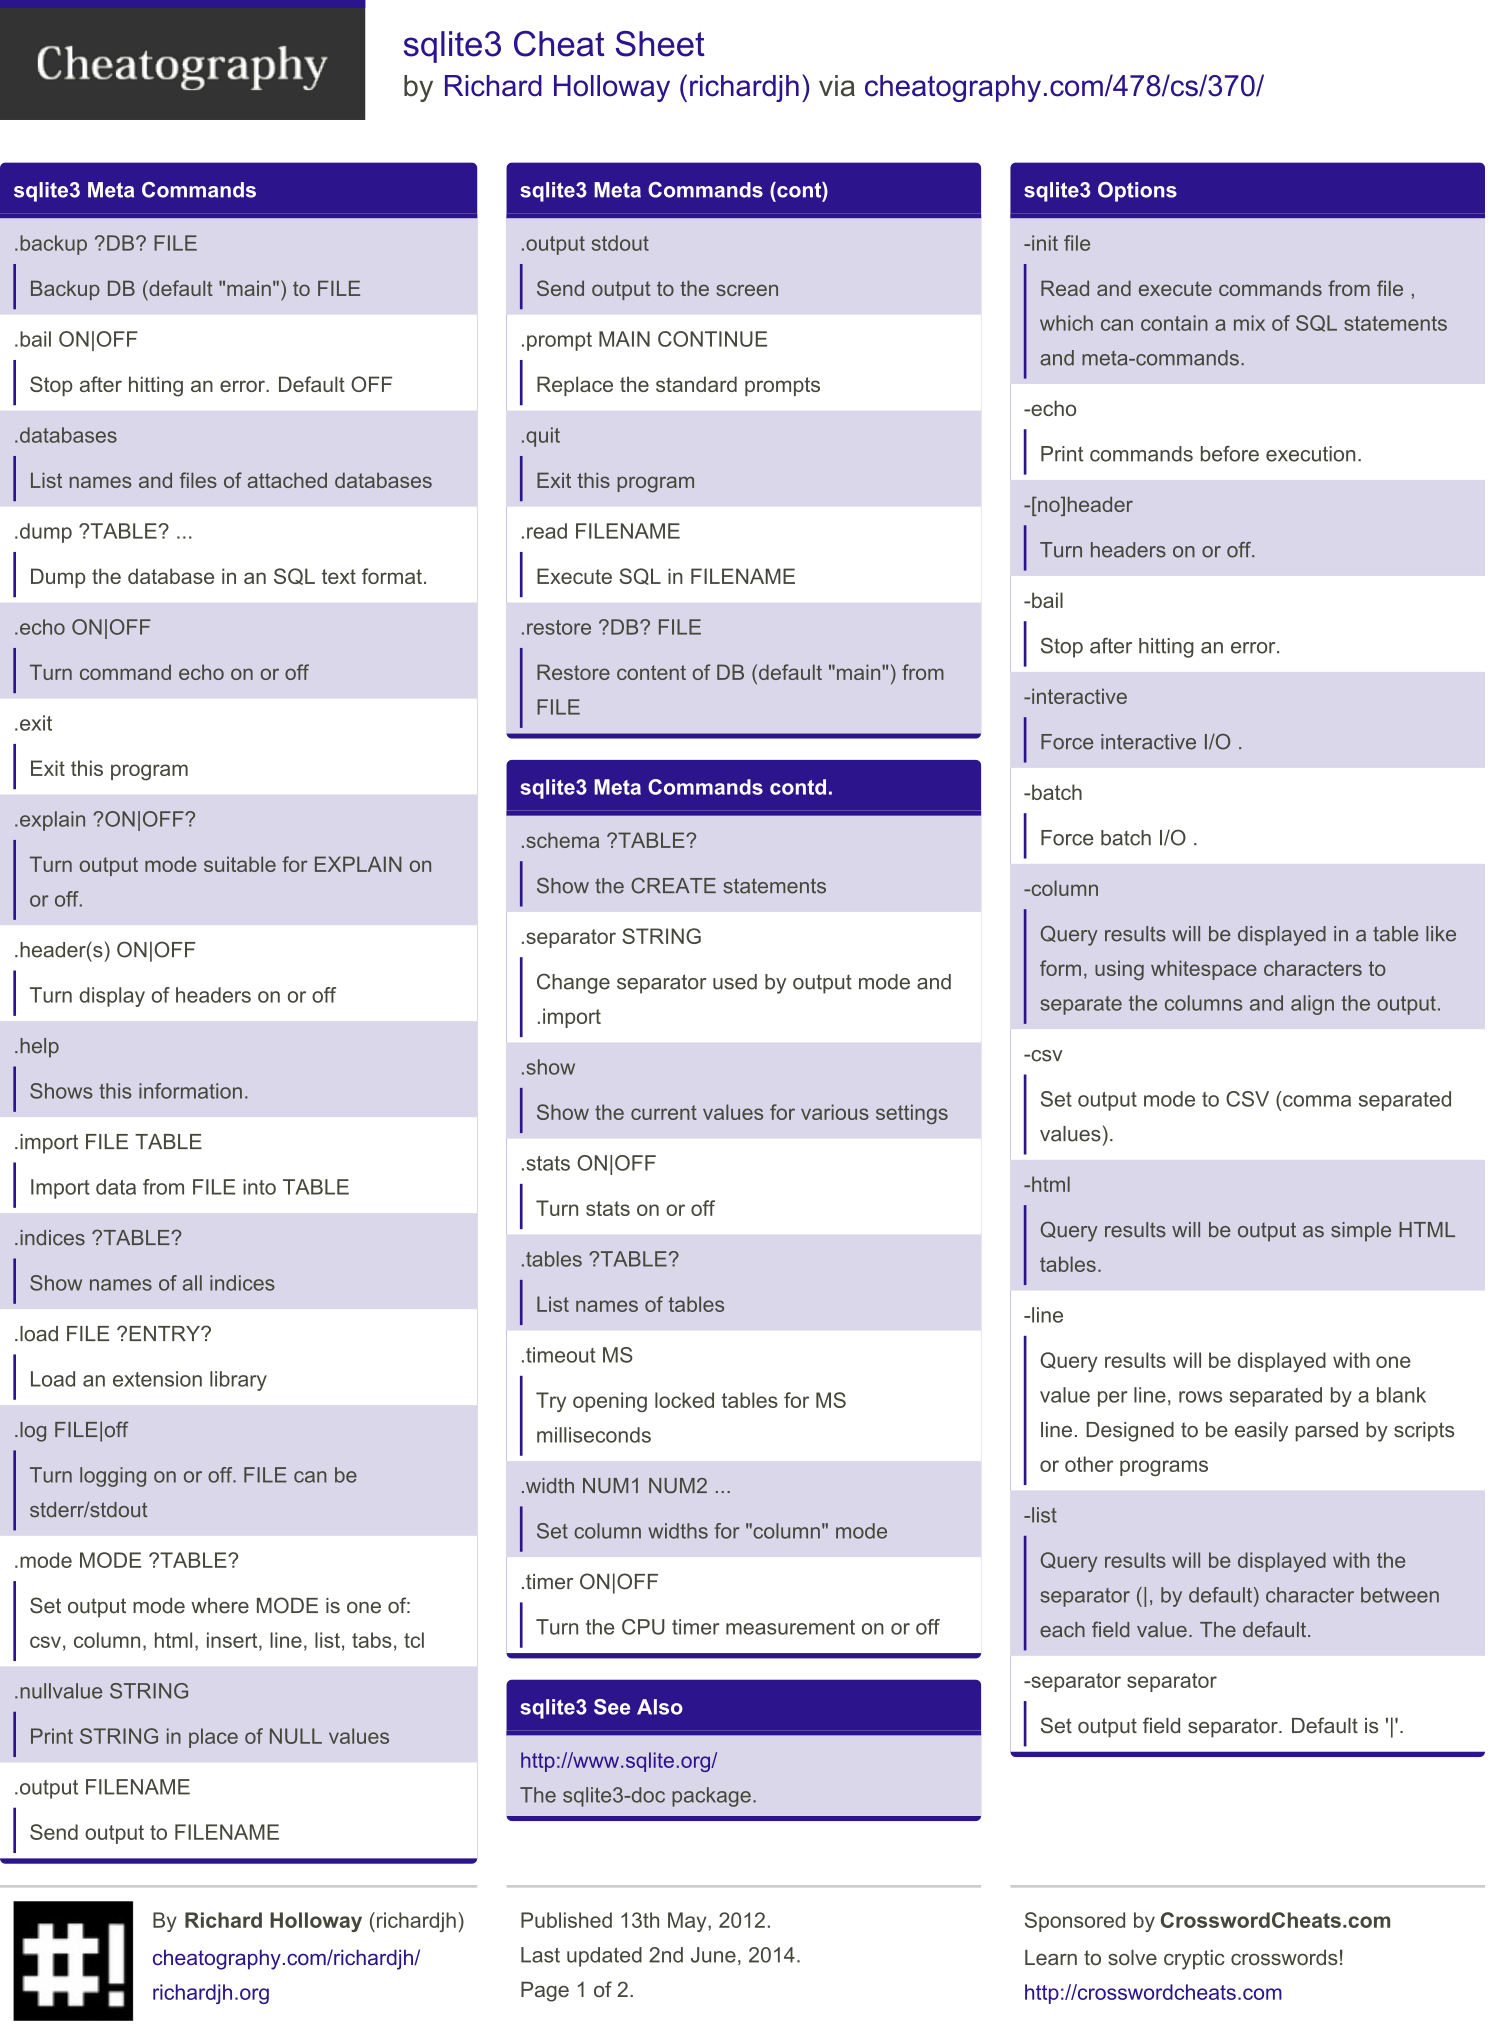 Cheatography
sqlite3 Cheat Sheet
by Richard Holloway (richardjh) via cheatography.com/478/cs/370/
sqlite3 Meta Commands
.backup ?DB? FILE
Backup DB (default "main") to FILE
.bail ON|OFF
Stop after hitting an error. Default OFF
.databases
List names and files of attached databases
.dump ?TABLE? ...
Dump the database in an SQL text format.
.echo ON|OFF
Turn command echo on or off
.exit
Exit this program
.explain ?ON|OFF?
Turn output mode suitable for EXPLAIN on
or off.
.header(s) ON|OFF
Turn display of headers on or off
.help
Shows this information.
.import FILE TABLE
Import data from FILE into TABLE
.indices ?TABLE?
Show names of all indices
.load FILE ?ENTRY?
Load an extension library
.log FILE|off
Turn logging on or off. FILE can be
stderr/stdout
.mode MODE ?TABLE?
Set output mode where MODE is one of:
csv, column, html, insert, line, list, tabs, tcl
.nullvalue STRING
Print STRING in place of NULL values
.output FILENAME
Send output to FILENAME
sqlite3 Meta Commands (cont)
.output stdout
Send output to the screen
.prompt MAIN CONTINUE
Replace the standard prompts
.quit
Exit this program
.read FILENAME
Execute SQL in FILENAME
.restore ?DB? FILE
Restore content of DB (default "main") from
FILE
sqlite3 Meta Commands contd.
.schema ?TABLE?
Show the CREATE statements
.separator STRING
Change separator used by output mode and
.import
.show
Show the current values for various settings
.stats ON|OFF
Turn stats on or off
.tables ?TABLE?
List names of tables
.timeout MS
Try opening locked tables for MS
milliseconds
.width NUM1 NUM2 ...
Set column widths for "column" mode
.timer ON|OFF
Turn the CPU timer measurement on or off
sqlite3 See Also
http://www.sqlite.org/
The sqlite3-doc package.
sqlite3 Options
-init file
Read and execute commands from file ,
which can contain a mix of SQL statements
and meta-commands.
-echo
Print commands before execution.
-[no]header
Turn headers on or off.
-bail
Stop after hitting an error.
-interactive
Force interactive I/O .
-batch
Force batch I/O .
-column
Query results will be displayed in a table like
form, using whitespace characters to
separate the columns and align the output.
-csv
Set output mode to CSV (comma separated
values).
-html
Query results will be output as simple HTML
tables.
-line
Query results will be displayed with one
value per line, rows separated by a blank
line. Designed to be easily parsed by scripts
or other programs
-list
Query results will be displayed with the
separator (|, by default) character between
each field value. The default.
-separator separator
Set output field separator. Default is '|'.
#!
By Richard Holloway (richardjh)
cheatography.com/richardjh/
richardjh.org
Published 13th May, 2012.
Last updated 2nd June, 2014.
Page 1 of 2.
Sponsored by CrosswordCheats.com
Learn to solve cryptic crosswords!
http://crosswordcheats.com